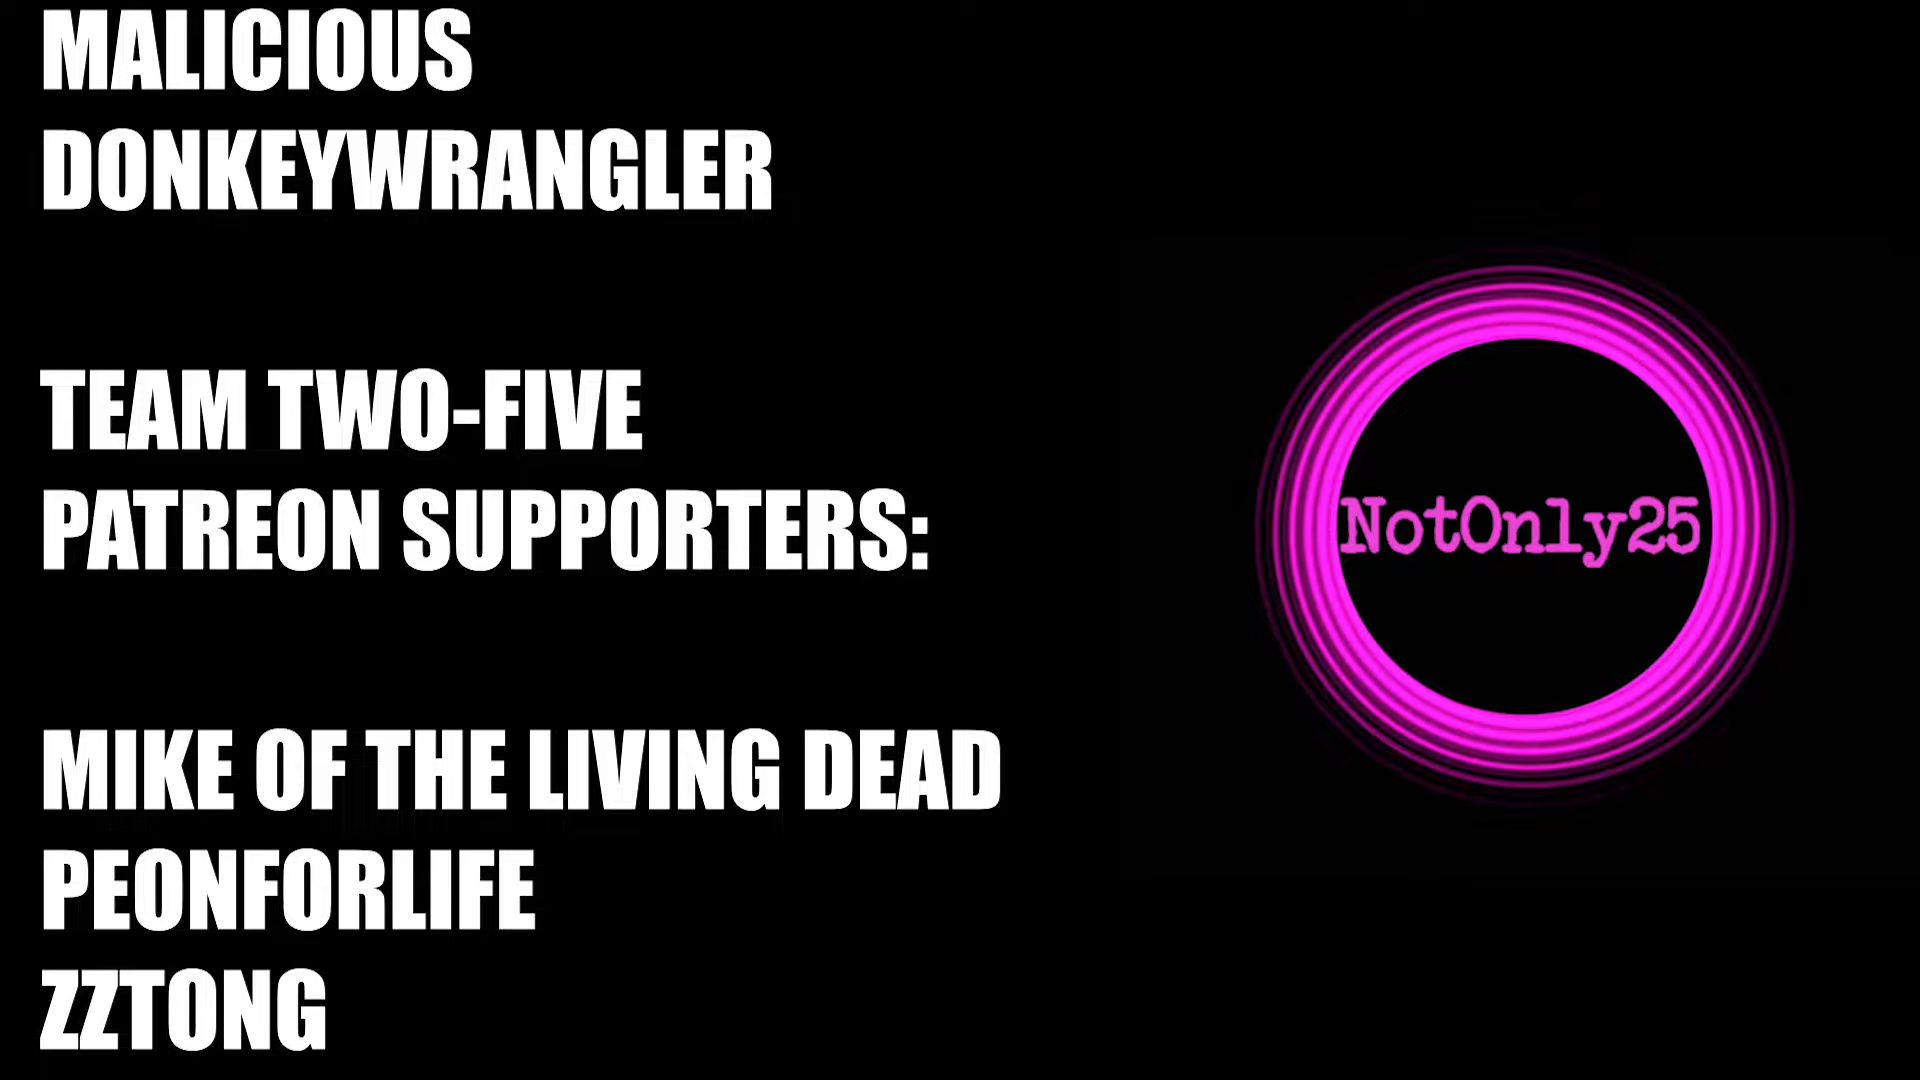 MALICIOUS
DONKEYWRANGLER
TEAM TWO-FIVE
PATREON SUPPORTERS:
MIKE OF THE LIVING DEAD
PEONFORLIFE
ZZTONG
NotOnly25